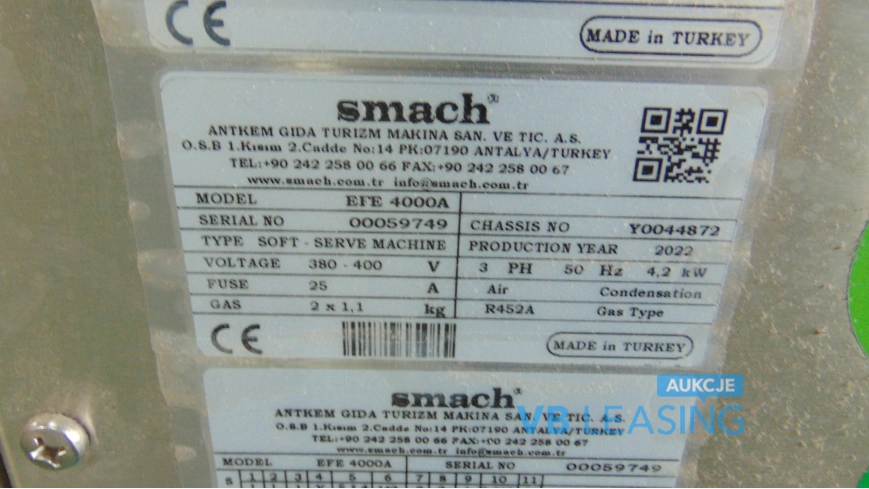 CE MADE in TURKEY
smach®
ANTKEM GIDA TURIZM MAKINA SAN. VE TIC. A.S.
O.S.B 1.Kısım 2.Cadde No:14 PK:07190 ANTALYA/TURKEY
TEL:+90 242 258 00 66 FAX:+90 242 258 00 67
www.smach.com.tr info@smach.com.tr
MODEL EFE 4000A
SERIAL NO 00059749 CHASSIS NO Y0044872
TYPE SOFT - SERVE MACHINE PRODUCTION YEAR 2022
VOLTAGE 380 - 400 V 3 PH 50 Hz 4,2 kW
FUSE 25 A Air Condensation
GAS 2 x 1,1 kg R452A Gas Type
CE MADE in TURKEY
smach®
ANTKEM GIDA TURIZM MAKINA SAN. VE TIC. A.S.
O.S.B 1.Kısım 2.Cadde No:14 PK:07190 ANTALYA/TURKEY
TEL:+90 242 258 00 66 FAX:+90 242 258 00 67
www.smach.com.tr info@smach.com.tr
MODEL EFE 4000A SERIAL NO 00059749
S 1 2 3 4 5 6 7 8 9 10 11
AUKCJE
VB LEASING